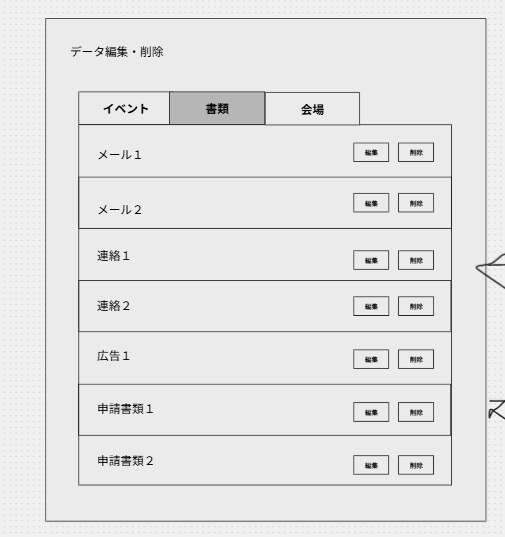 データ編集・削除
イベント 書類 会場
メール1 編集 削除
メール2 編集 削除
連絡1 編集 削除
連絡2 編集 削除
広告1 編集 削除
申請書類1 編集 削除
申請書類2 編集 削除